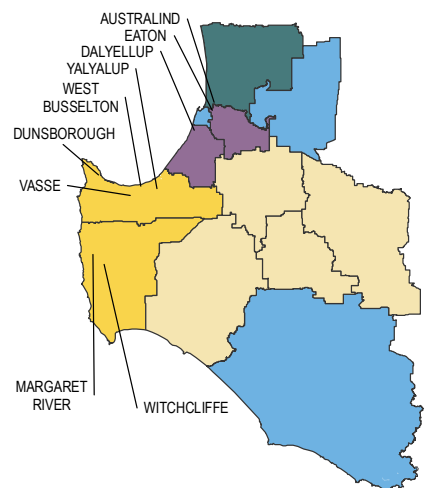 AUSTRALIND
EATON
DALYELLUP
YALYALUP
WEST
BUSSELTON
DUNSBOROUGH
VASSE
MARGARET
RIVER
WITCHCLIFFE